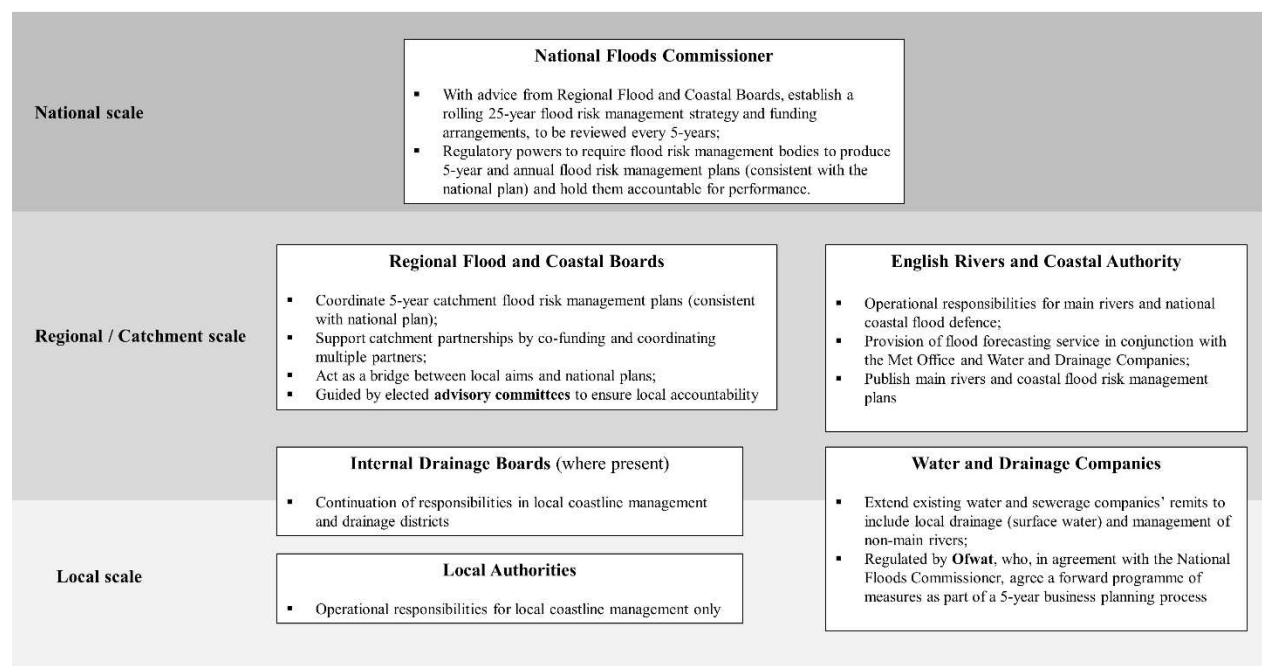 National scale
National Floods Commissioner
▪ With advice from Regional Flood and Coastal Boards, establish a
rolling 25-year flood risk management strategy and funding
arrangements, to be reviewed every 5-years;
▪ Regulatory powers to require flood risk management bodies to produce
5-year and annual flood risk management plans (consistent with the
national plan) and hold them accountable for performance.
Regional / Catchment scale
Regional Flood and Coastal Boards
▪ Coordinate 5-year catchment flood risk management plans (consistent
with national plan);
▪ Support catchment partnerships by co-funding and coordinating
multiple partners;
▪ Act as a bridge between local aims and national plans;
▪ Guided by elected advisory committees to ensure local accountability
English Rivers and Coastal Authority
▪ Operational responsibilities for main rivers and national
coastal flood defence;
▪ Provision of flood forecasting service in conjunction with
the Met Office and Water and Drainage Companies;
▪ Publish main rivers and coastal flood risk management
plans
Internal Drainage Boards (where present)
▪ Continuation of responsibilities in local coastline management
and drainage districts
Water and Drainage Companies
▪ Extend existing water and sewerage companies’ remits to
include local drainage (surface water) and management of
non-main rivers;
▪ Regulated by Ofwat, who, in agreement with the National
Floods Commissioner, agree a forward programme of
measures as part of a 5-year business planning process
Local scale
Local Authorities
▪ Operational responsibilities for local coastline management only